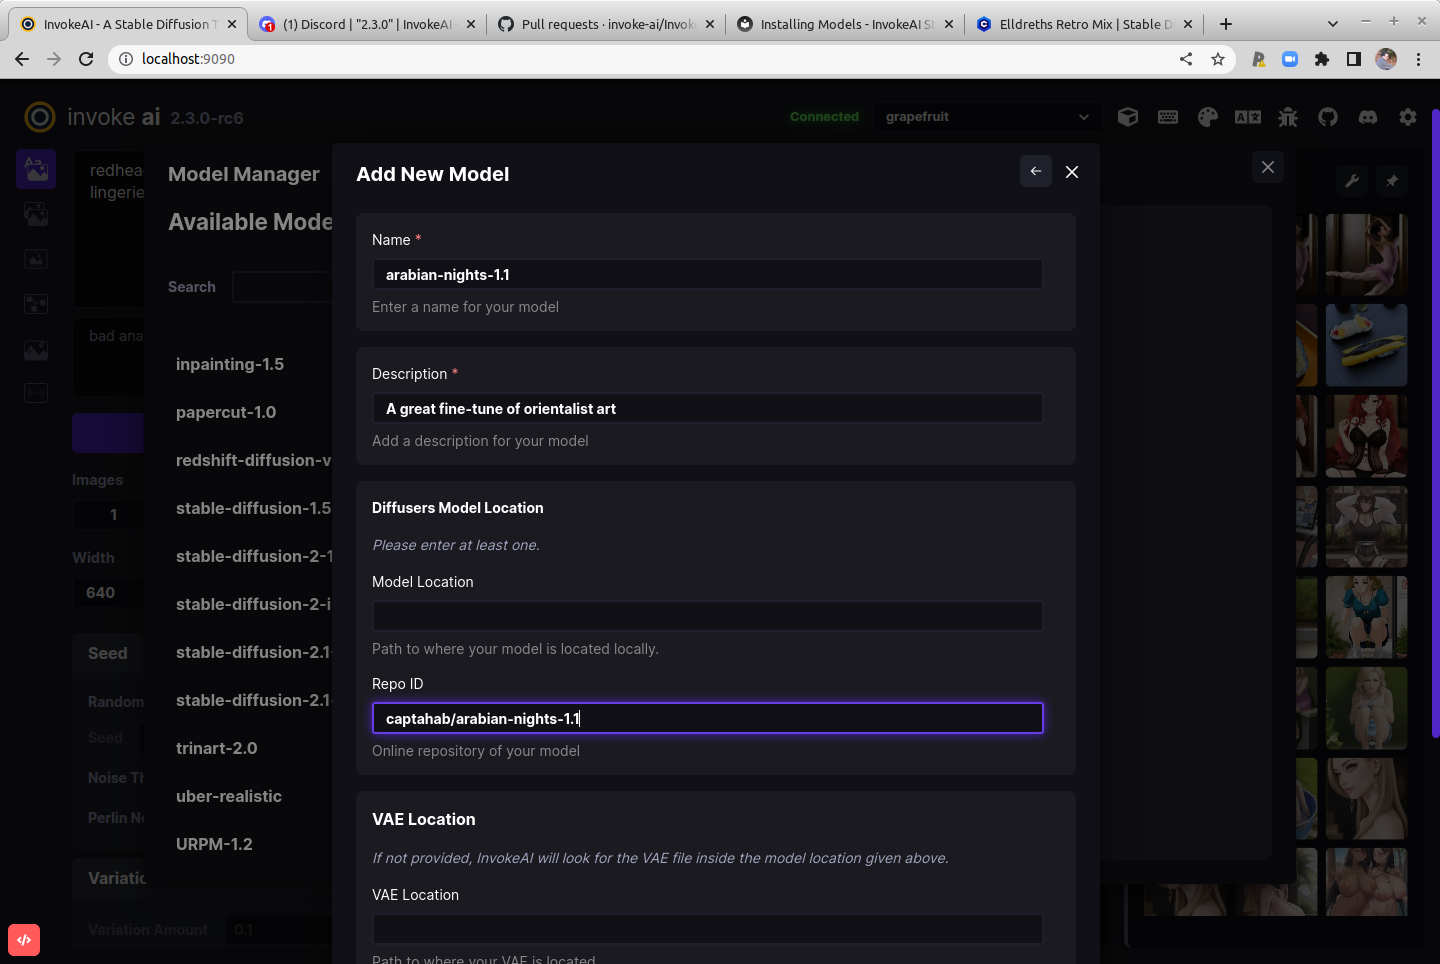 InvokeAI - A Stable Diffusion T
(1) Discord | "2.3.0" | InvokeAI -
Pull requests · invoke-ai/Invoke
Installing Models - InvokeAI St
Elldreths Retro Mix | Stable D
localhost:9090
invoke ai 2.3.0-rc6
Connected
grapefruit
redhea
lingerie
bad ana
Images
1
Width
640
Seed
Random
Seed
Noise Th
Perlin No
Variatio
Variation Amount
0.1
Model Manager
Available Mode
Search
inpainting-1.5
papercut-1.0
redshift-diffusion-v
stable-diffusion-1.5
stable-diffusion-2-1
stable-diffusion-2-i
stable-diffusion-2.1-
stable-diffusion-2.1-
trinart-2.0
uber-realistic
URPM-1.2
Add New Model
Name *
arabian-nights-1.1
Enter a name for your model
Description *
A great fine-tune of orientalist art
Add a description for your model
Diffusers Model Location
Please enter at least one.
Model Location
Path to where your model is located locally.
Repo ID
captahab/arabian-nights-1.1
Online repository of your model
VAE Location
If not provided, InvokeAI will look for the VAE file inside the model location given above.
VAE Location
Path to where your VAE is located.